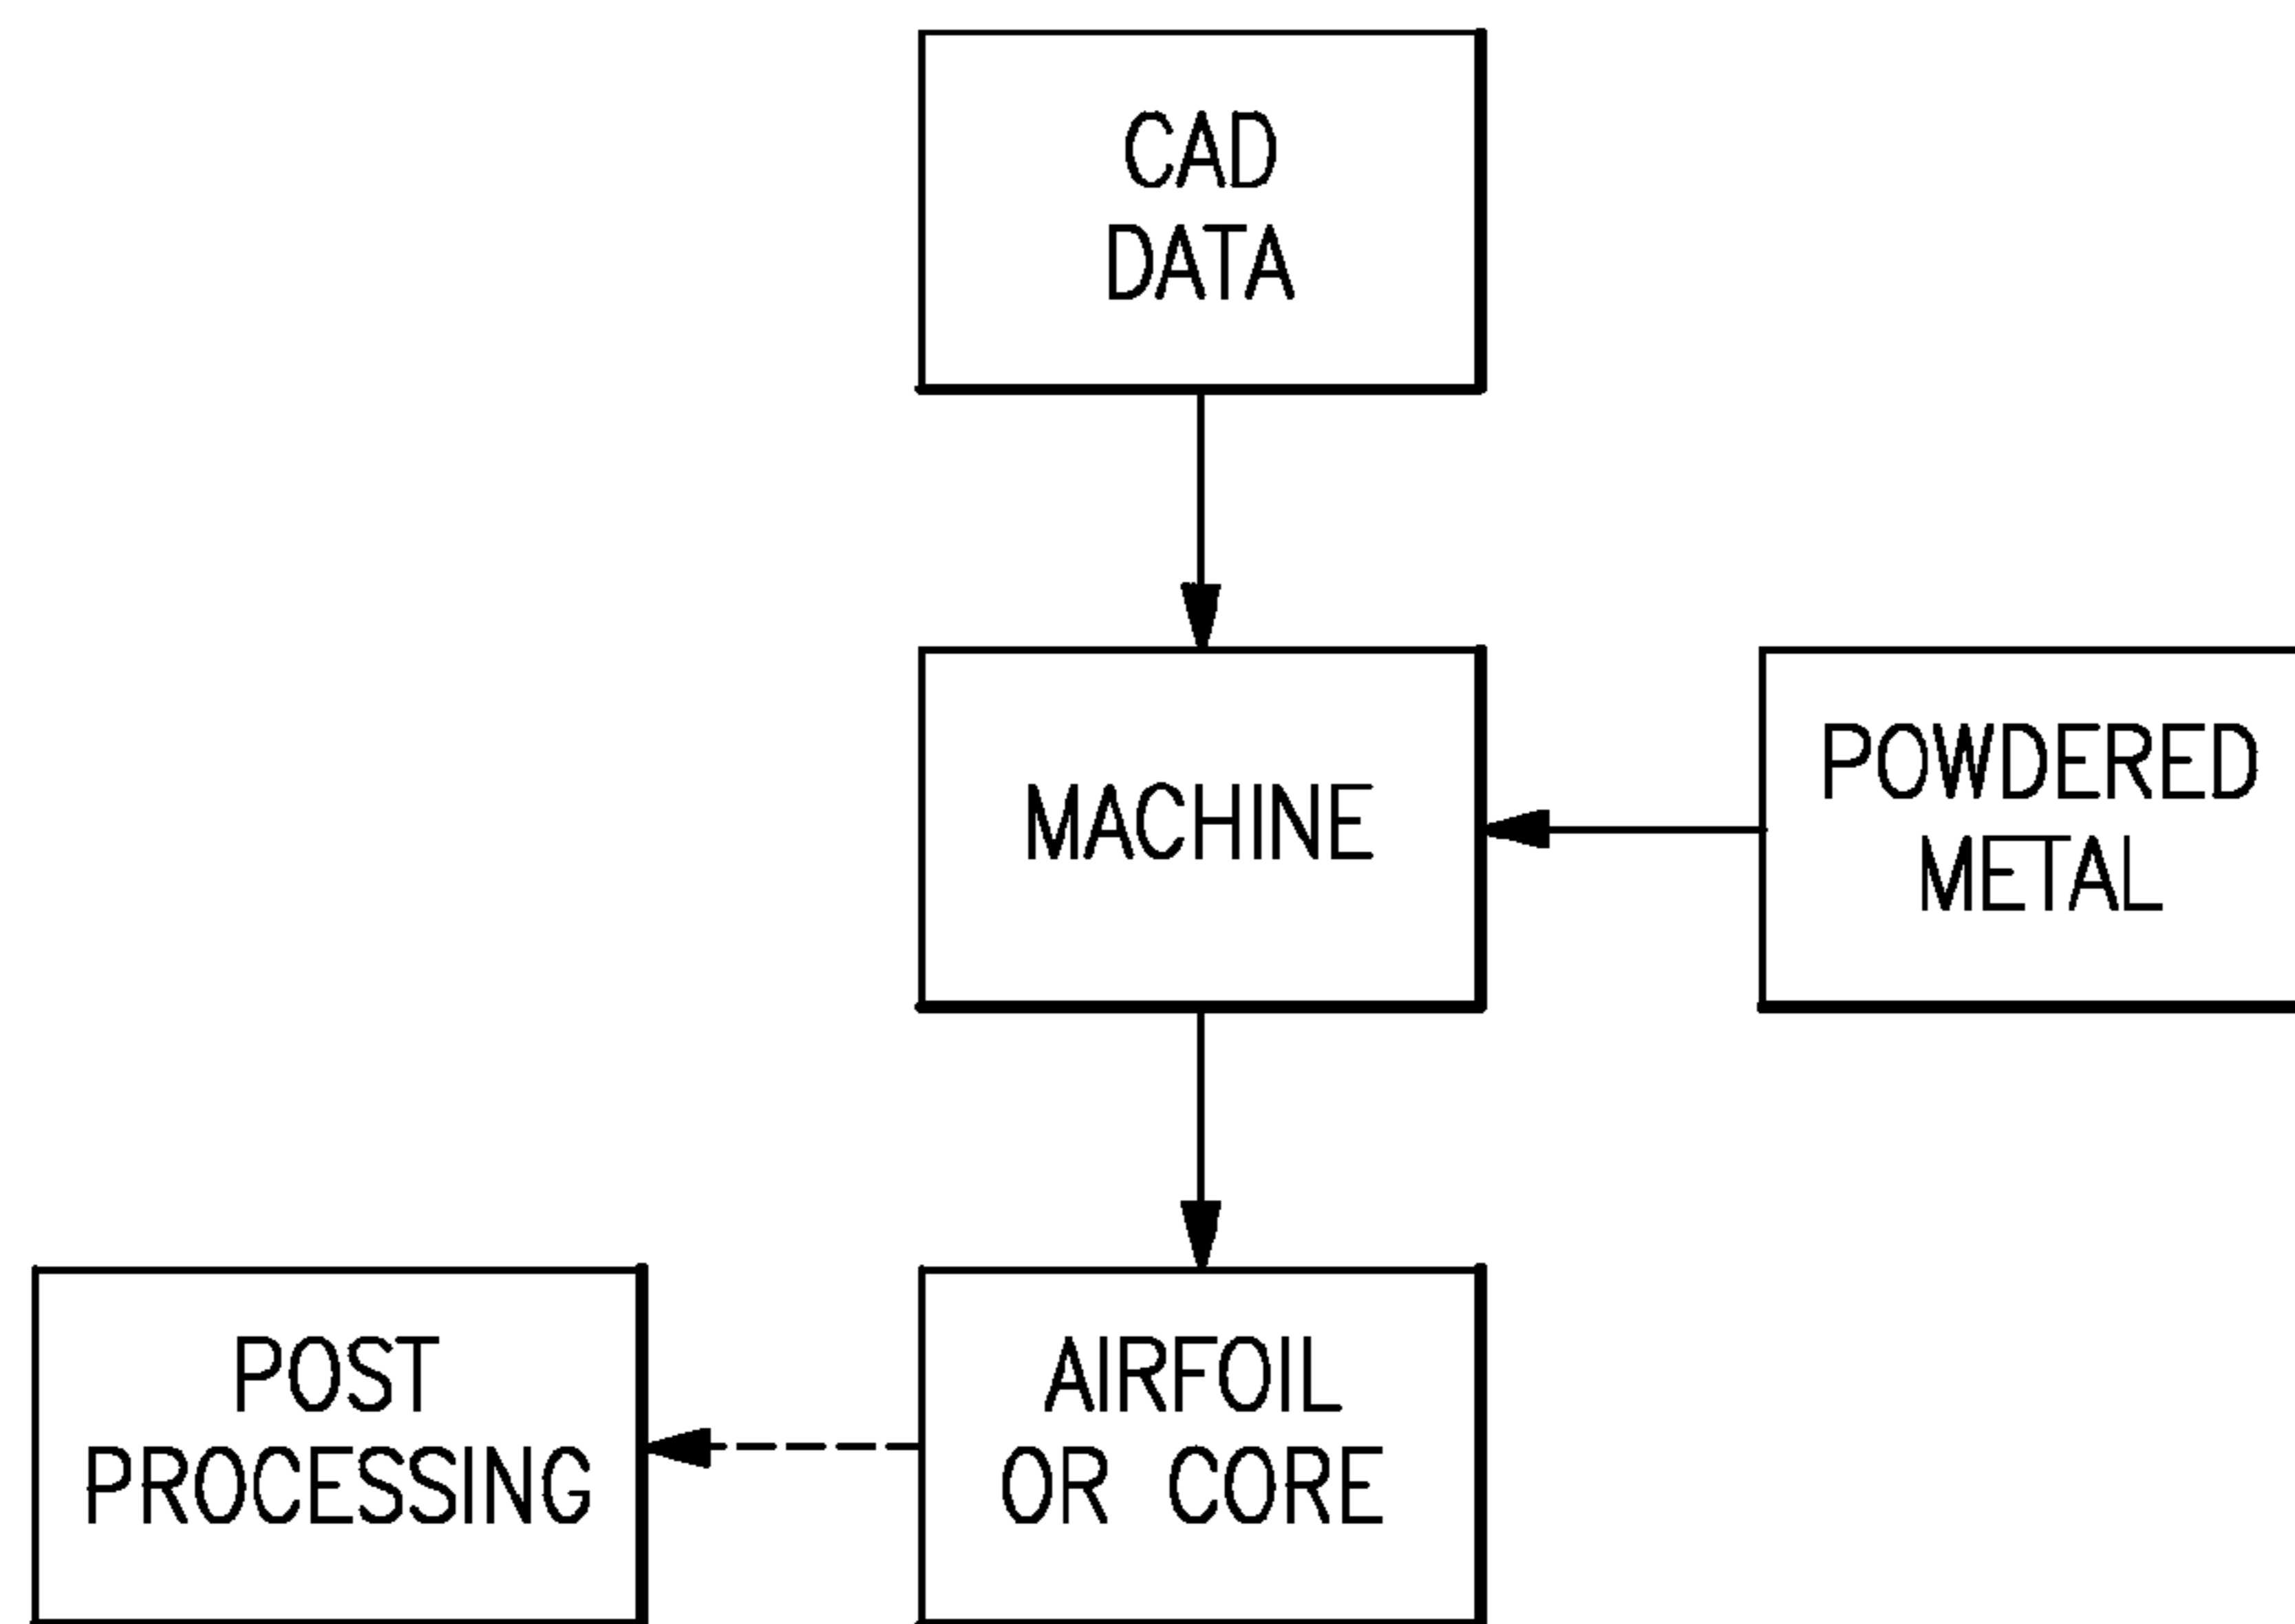 CAD
DATA
MACHINE
POWDERED
METAL
POST
PROCESSING
AIRFOIL
OR CORE